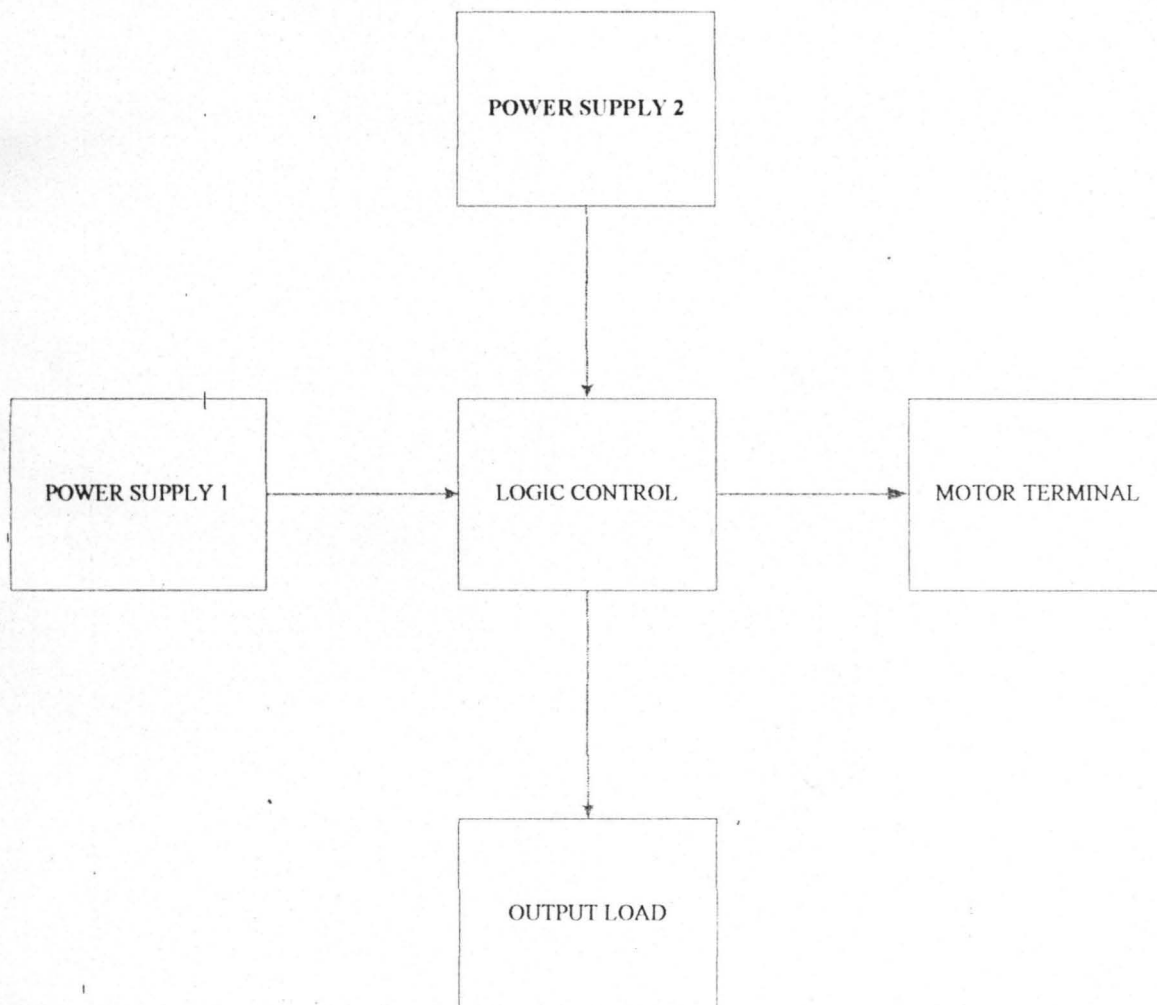 POWER SUPPLY 2
POWER SUPPLY 1
LOGIC CONTROL
MOTOR TERMINAL
OUTPUT LOAD